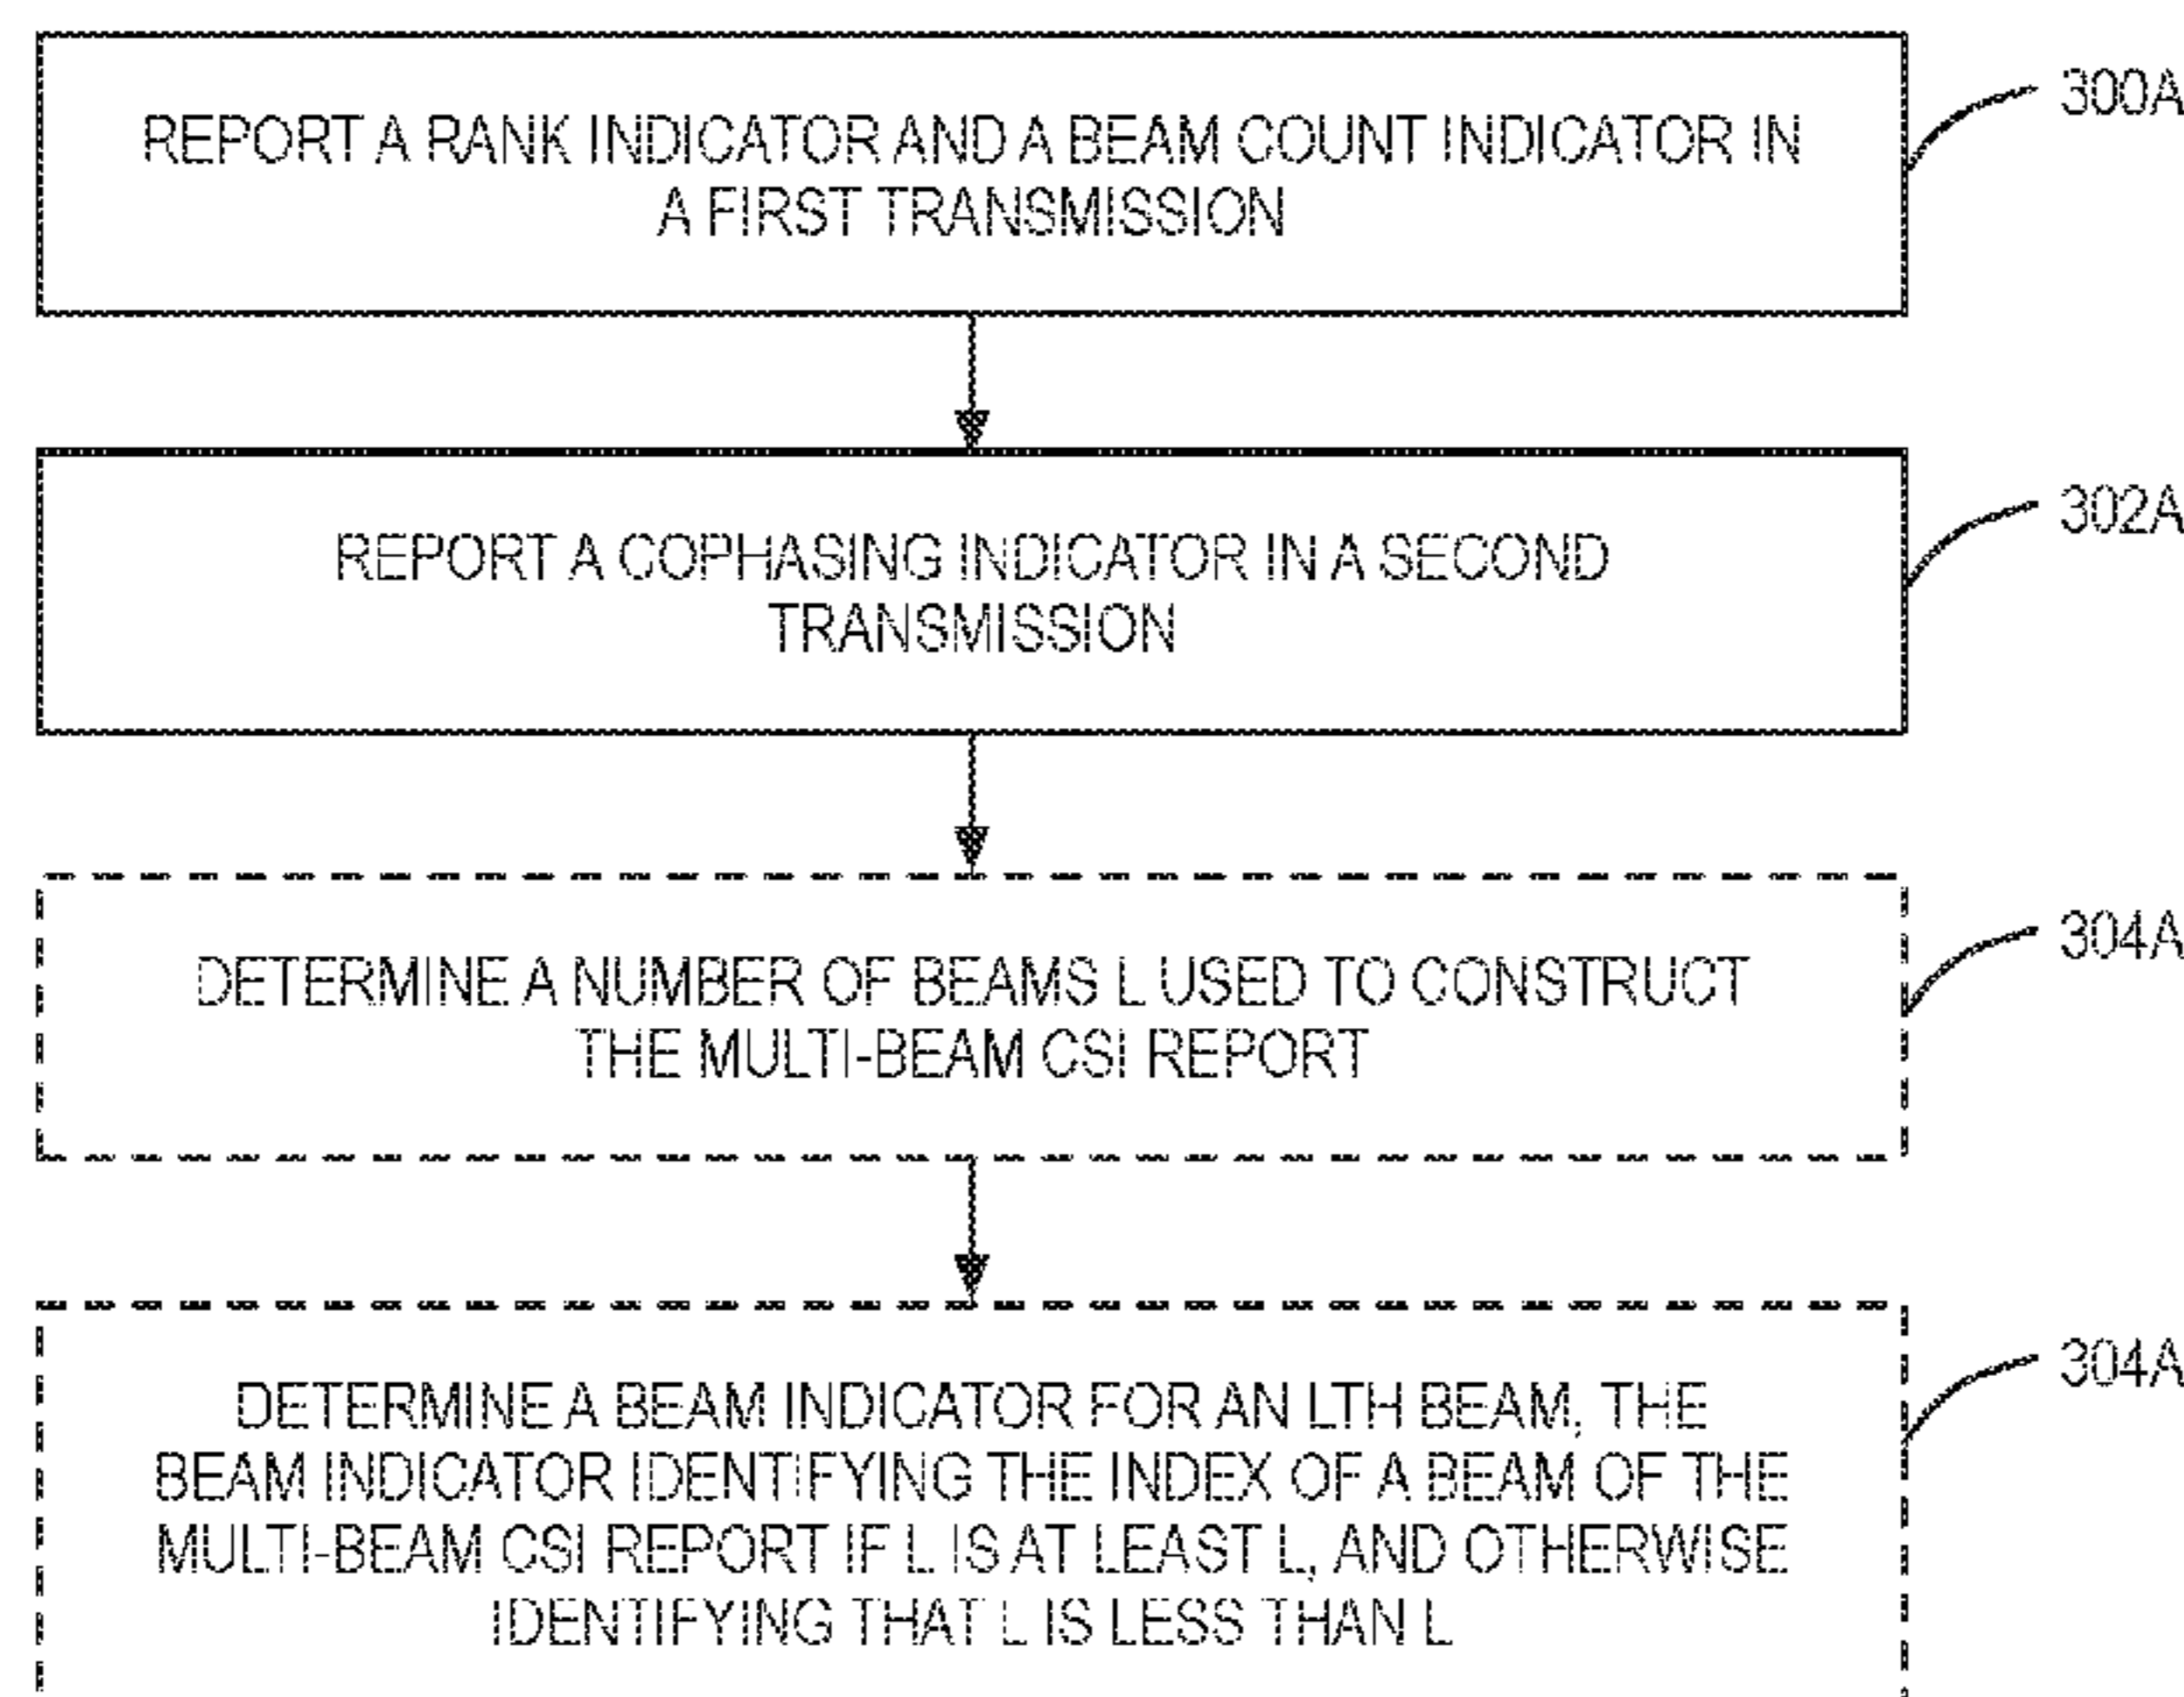 REPORT A RANK INDICATOR AND A BEAM COUNT INDICATOR IN
A FIRST TRANSMISSION
300A
REPORT A COPHASING INDICATOR IN A SECOND
TRANSMISSION
302A
DETERMINE A NUMBER OF BEAMS L USED TO CONSTRUCT
THE MULTI-BEAM CSI REPORT
304A
DETERMINE A BEAM INDICATOR FOR AN LTH BEAM, THE
BEAM INDICATOR IDENTIFYING THE INDEX OF A BEAM OF THE
MULTI-BEAM CSI REPORT IF L IS AT LEAST L, AND OTHERWISE
IDENTIFYING THAT L IS LESS THAN L
304A